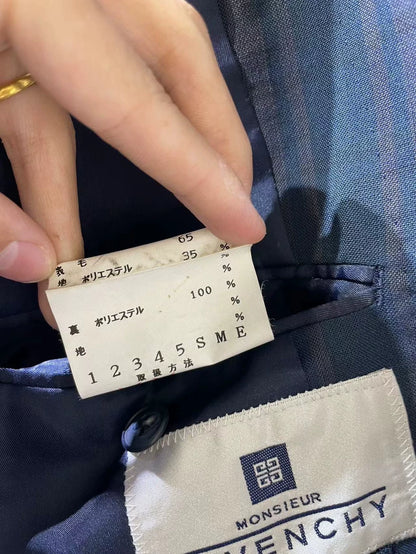 表 毛 65 %
地 ポリエステル 35 %
%
裏 ポリエステル 100 %
地 %
1 2 3 4 5 S M E
取扱方法
MONSIEUR
VENCHY